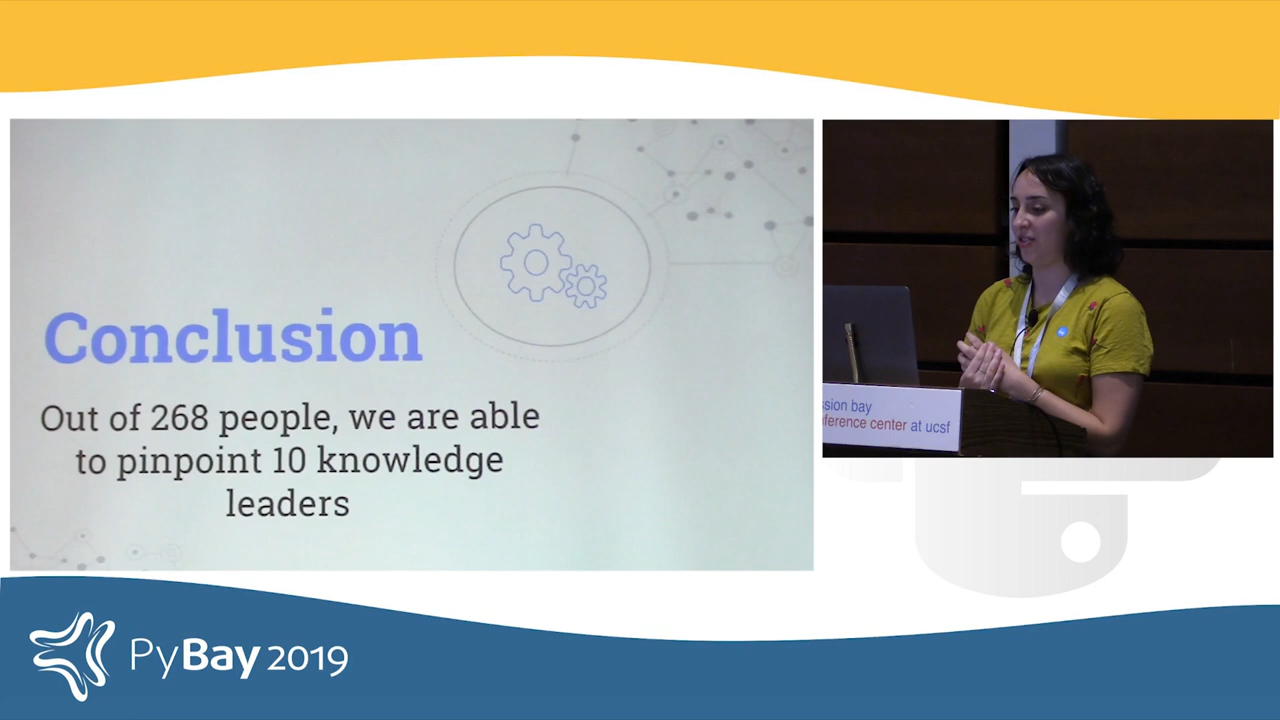 Conclusion
Out of 268 people, we are able
to pinpoint 10 knowledge
leaders
ssion bay
ference center at ucsf
PyBay 2019